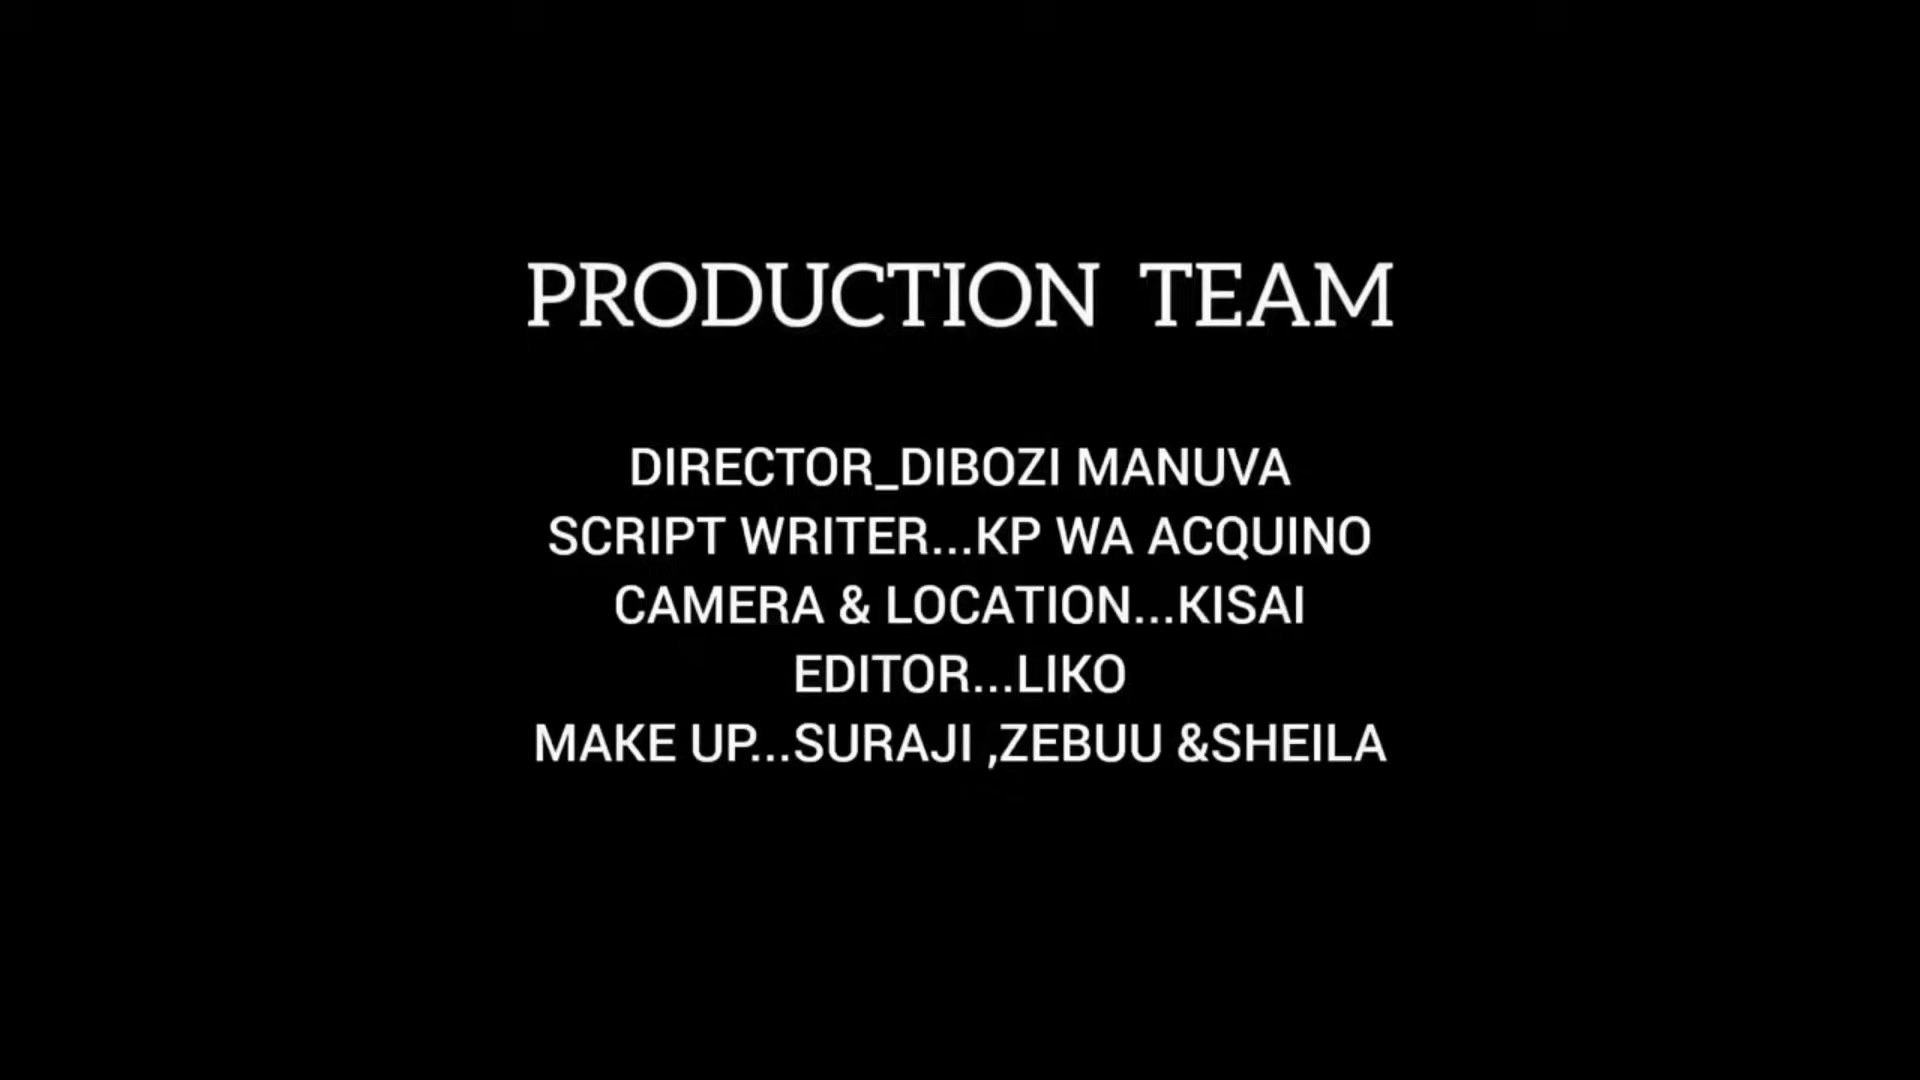 PRODUCTION TEAM
DIRECTOR_DIBOZI MANUVA
SCRIPT WRITER...KP WA ACQUINO
CAMERA & LOCATION...KISAI
EDITOR...LIKO
MAKE UP...SURAJI ,ZEBUU &SHEILA